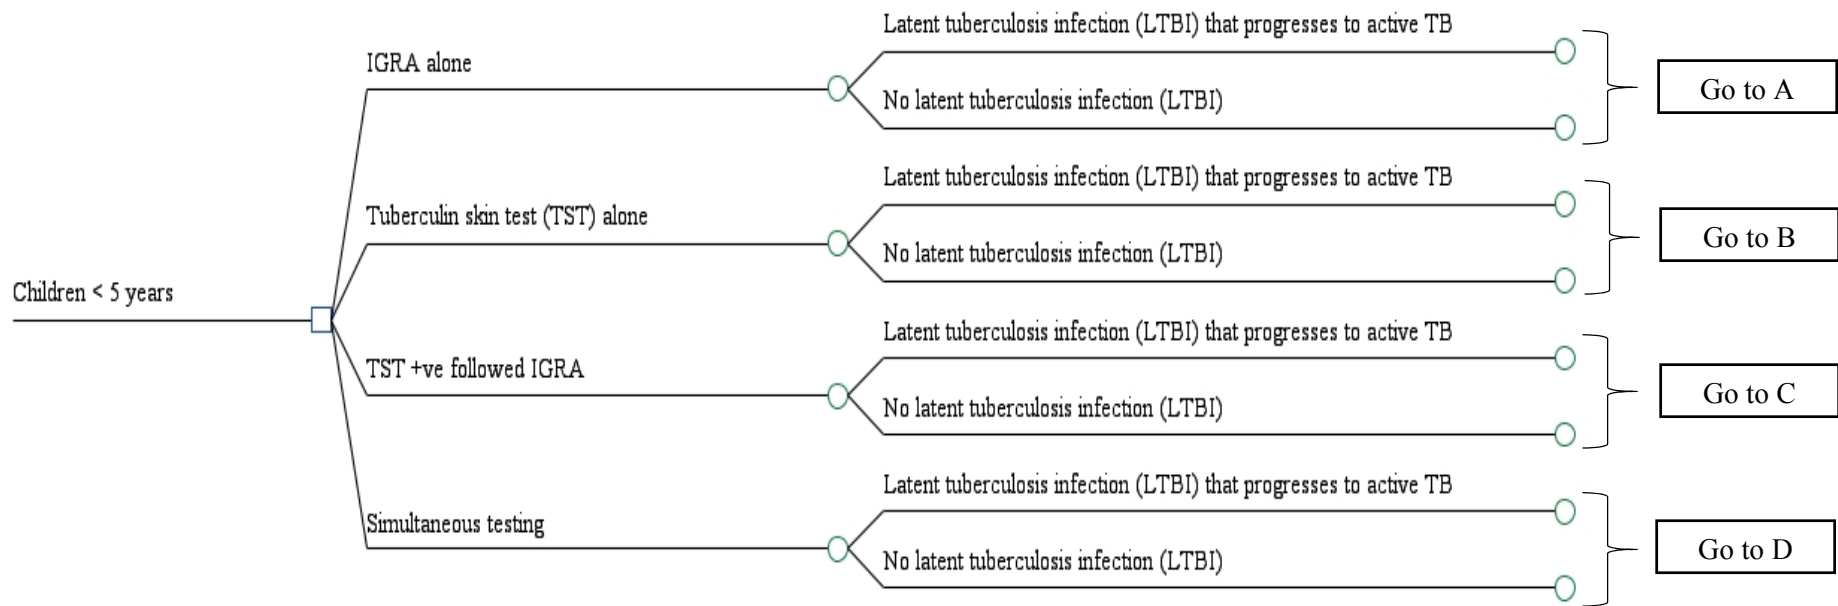 Latent tuberculosis infection (LTBI) that progresses to active TB
IGRA alone
No latent tuberculosis infection (LTBI)
Go to A
Latent tuberculosis infection (LTBI) that progresses to active TB
Tuberculin skin test (TST) alone
No latent tuberculosis infection (LTBI)
Go to B
Children < 5 years
Latent tuberculosis infection (LTBI) that progresses to active TB
TST +ve followed IGRA
No latent tuberculosis infection (LTBI)
Go to C
Latent tuberculosis infection (LTBI) that progresses to active TB
Simultaneous testing
No latent tuberculosis infection (LTBI)
Go to D